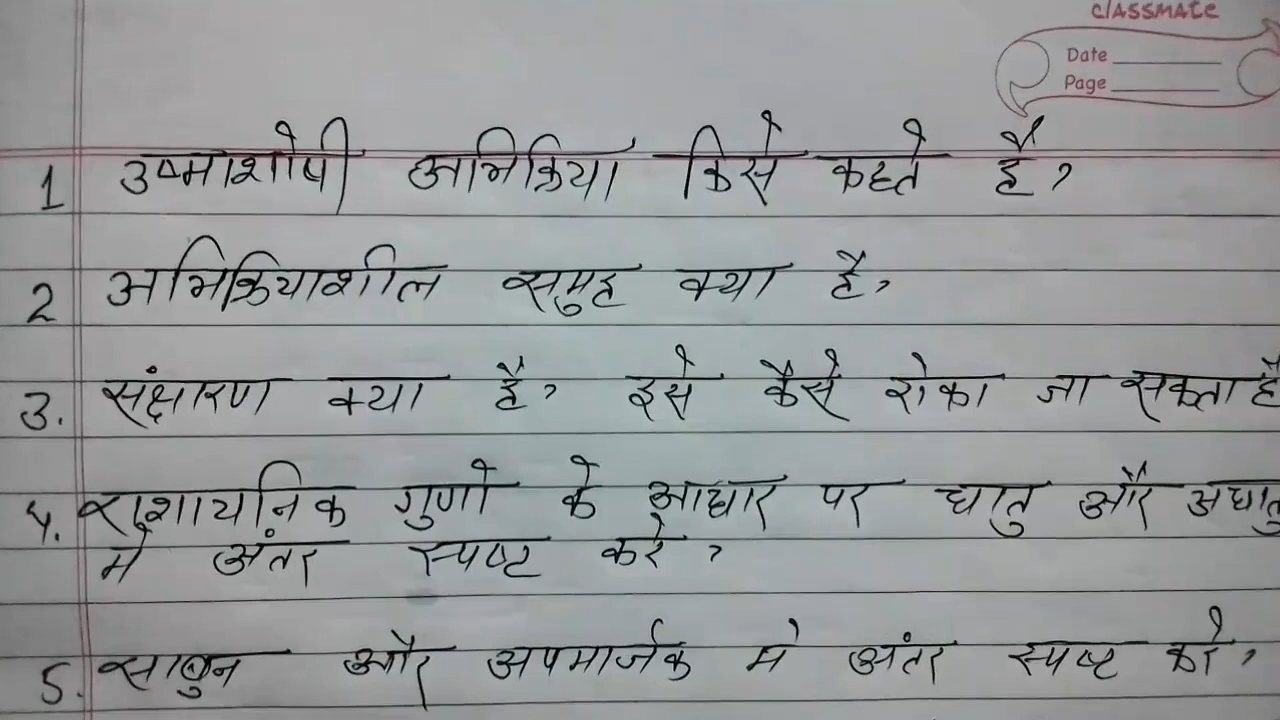 classmate
Date
Page
1 उष्माशोषी अभिक्रिया किसे कहते है?
2 अभिक्रियाशील समुह क्या है?
3. संक्षारण क्या है? इसे कैसे रोका जा सकता है
4. राशायनिक गुणो के आधार पर धातु और अधातु
मे अंतर स्पष्ट करे?
5. साबुन और अपमार्जक मे अंतर स्पष्ट करे?